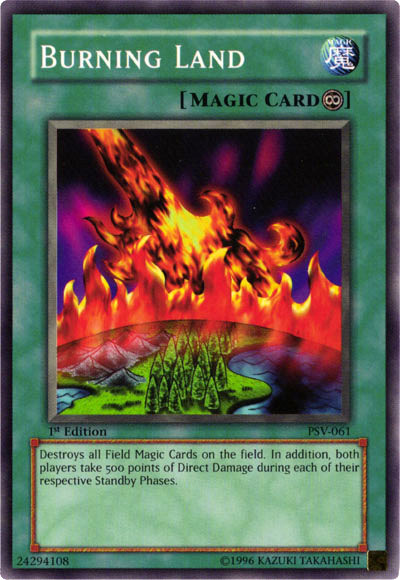 BURNING LAND
MAGIC
魔
[MAGIC CARD♾]
1st Edition
PSV-061
Destroys all Field Magic Cards on the field. In addition, both
players take 500 points of Direct Damage during each of their
respective Standby Phases.
24294108
©1996 KAZUKI TAKAHASHI